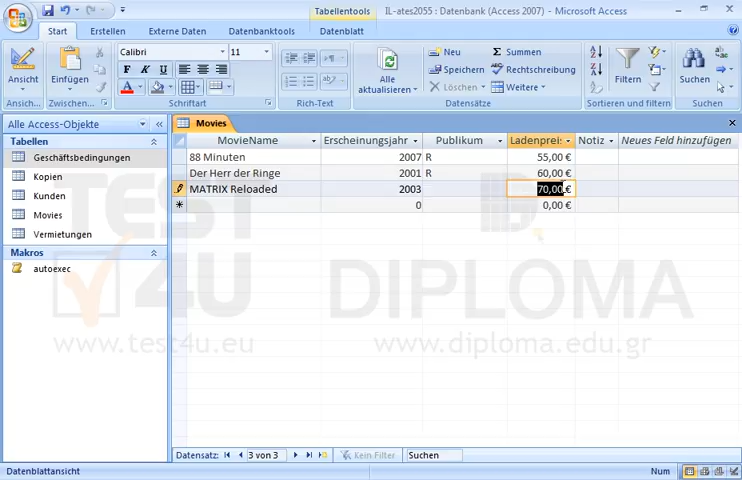 Tabellentools
IL-ates2055 : Datenbank (Access 2007) - Microsoft Access
Start
Erstellen
Externe Daten
Datenbanktools
Datenblatt
Ansicht
Ansich...
Einfügen
Zwischen...
Calibri
11
F K U
Schriftart
Rich-Text
Alle
aktualisieren
Neu
Speichern
Löschen
Σ Summen
Rechtschreibung
Weitere
Datensätze
Filtern
Sortieren und filtern
Suchen
Suchen
Alle Access-Objekte
Tabellen
Geschäftsbedingungen
Kopien
Kunden
Movies
Vermietungen
Makros
autoexec
Movies
MovieName Erscheinungsjahr Publikum Ladenpreis Notiz Neues Feld hinzufügen
88 Minuten 2007 R 55,00 €
Der Herr der Ringe 2001 R 60,00 €
MATRIX Reloaded 2003 70,00 €
0 0,00 €
TEST
4U
www.test4u.eu
DIPLOMA
www.diploma.edu.gr
Datensatz: 3 von 3 Kein Filter Suchen
Datenblattansicht
Num